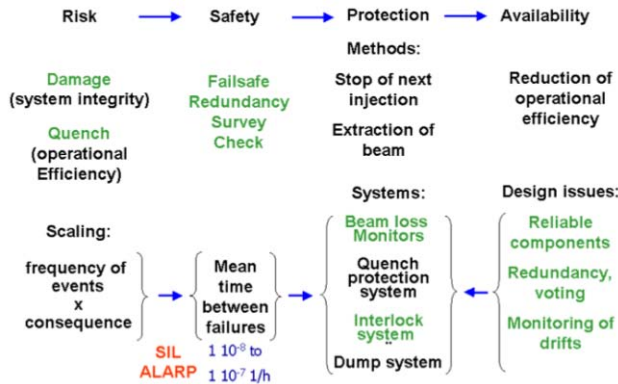 Risk
Safety
Protection
Availability
Damage
(system integrity)
Quench
(operational
Efficiency)
Failsafe
Redundancy
Survey
Check
Methods:
Stop of next
injection
Extraction of
beam
Reduction of
operational
efficiency
Scaling:
frequency of
events
x
consequence
Mean
time
between
failures
SIL
ALARP
1 10-8 to
1 10-7 1/h
Systems:
Beam loss
Monitors
Quench
protection
system
Interlock
system
..
Dump system
Design issues:
Reliable
components
Redundancy,
voting
Monitoring of
drifts